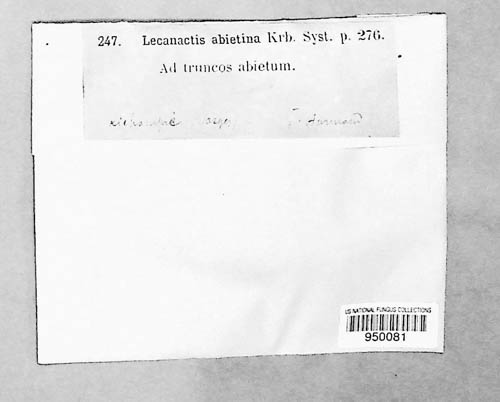 247. Lecanactis abietina Krb. Syst. p. 276.
Ad truncos abietum.
US NATIONAL FUNGUS COLLECTIONS
950081